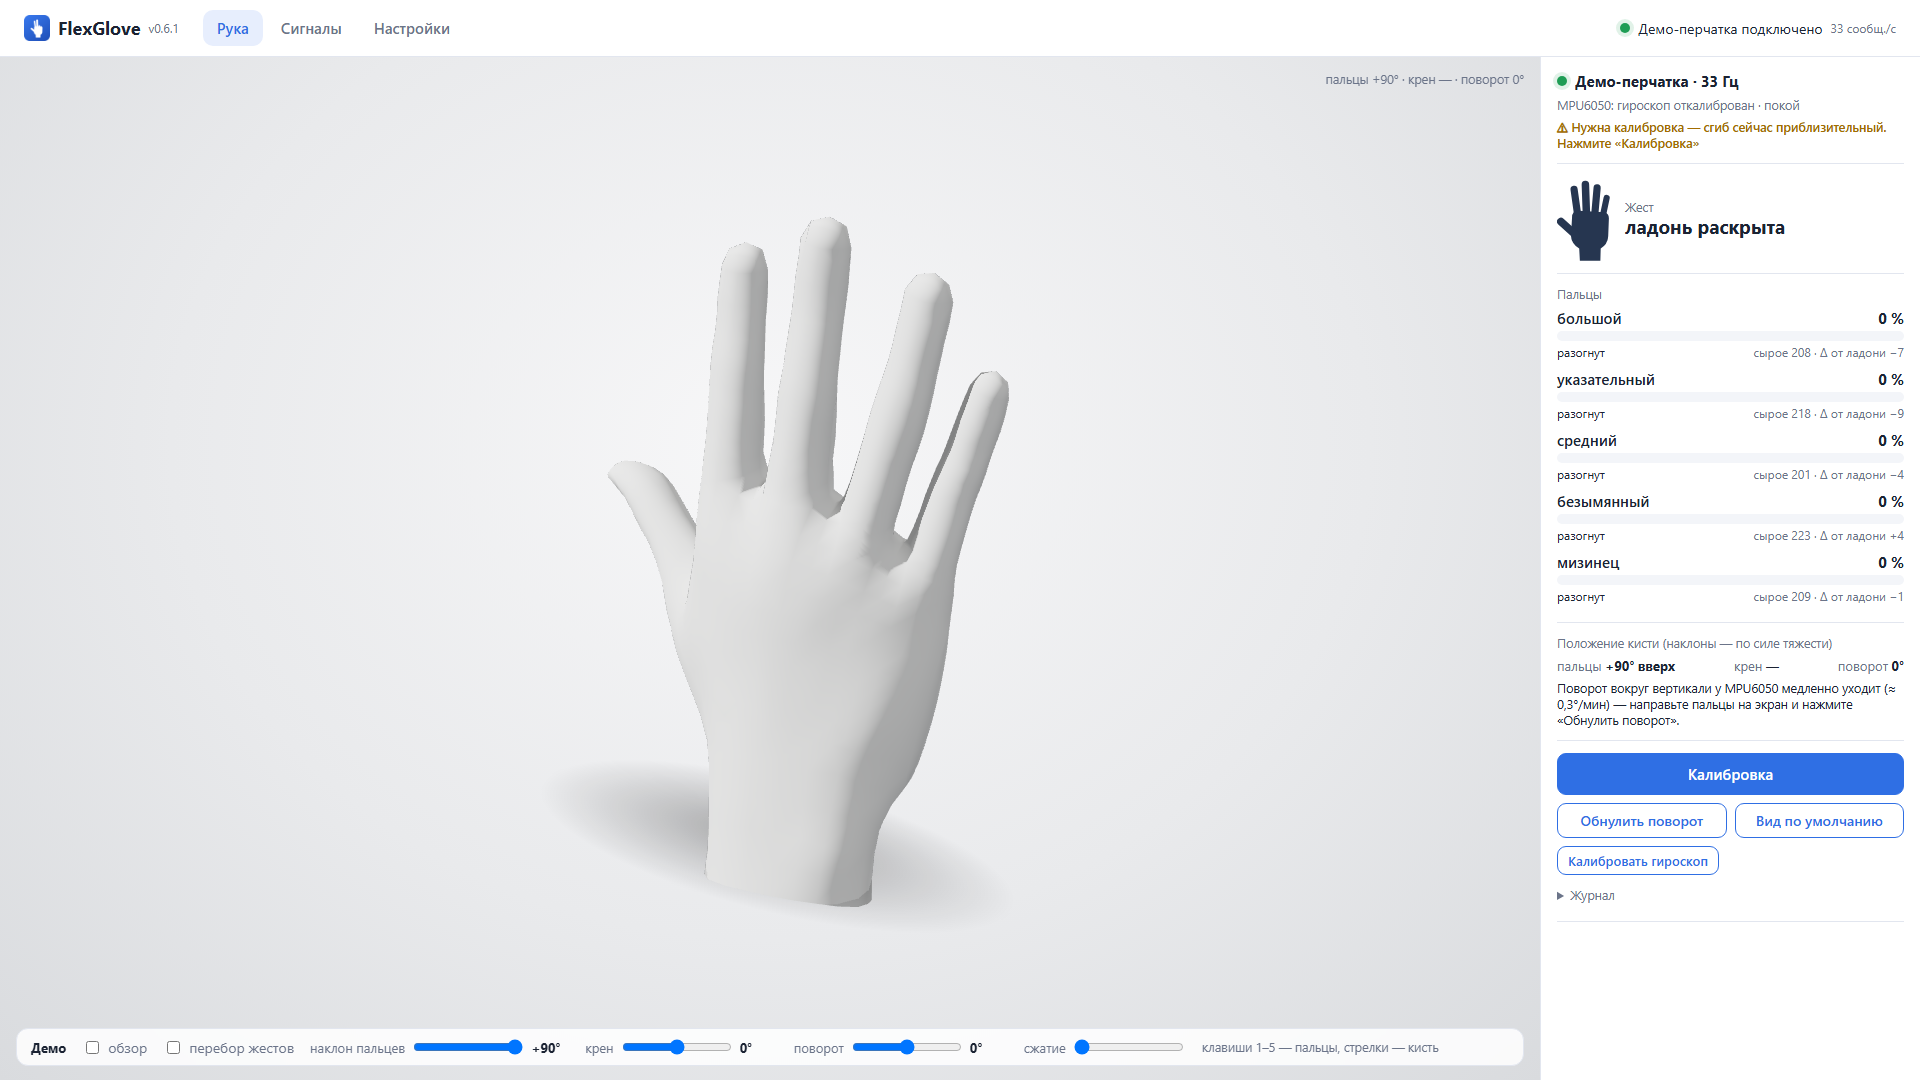 FlexGlove v0.6.1
Рука
Сигналы
Настройки
Демо-перчатка подключено 33 сообщ./с
пальцы +90° · крен — · поворот 0°
Демо-перчатка · 33 Гц
MPU6050: гироскоп откалиброван · покой
⚠ Нужна калибровка — сгиб сейчас приблизительный.
Нажмите «Калибровка»
Жест
ладонь раскрыта
Пальцы
большой 0 %
разогнут сырое 208 · Δ от ладони −7
указательный 0 %
разогнут сырое 218 · Δ от ладони −9
средний 0 %
разогнут сырое 201 · Δ от ладони −4
безымянный 0 %
разогнут сырое 223 · Δ от ладони +4
мизинец 0 %
разогнут сырое 209 · Δ от ладони −1
Положение кисти (наклоны — по силе тяжести)
пальцы +90° вверх крен — поворот 0°
Поворот вокруг вертикали у MPU6050 медленно уходит (≈
0,3°/мин) — направьте пальцы на экран и нажмите
«Обнулить поворот».
Калибровка
Обнулить поворот
Вид по умолчанию
Калибровать гироскоп
▶ Журнал
Демо обзор перебор жестов наклон пальцев +90° крен 0° поворот 0° сжатие клавиши 1–5 — пальцы, стрелки — кисть